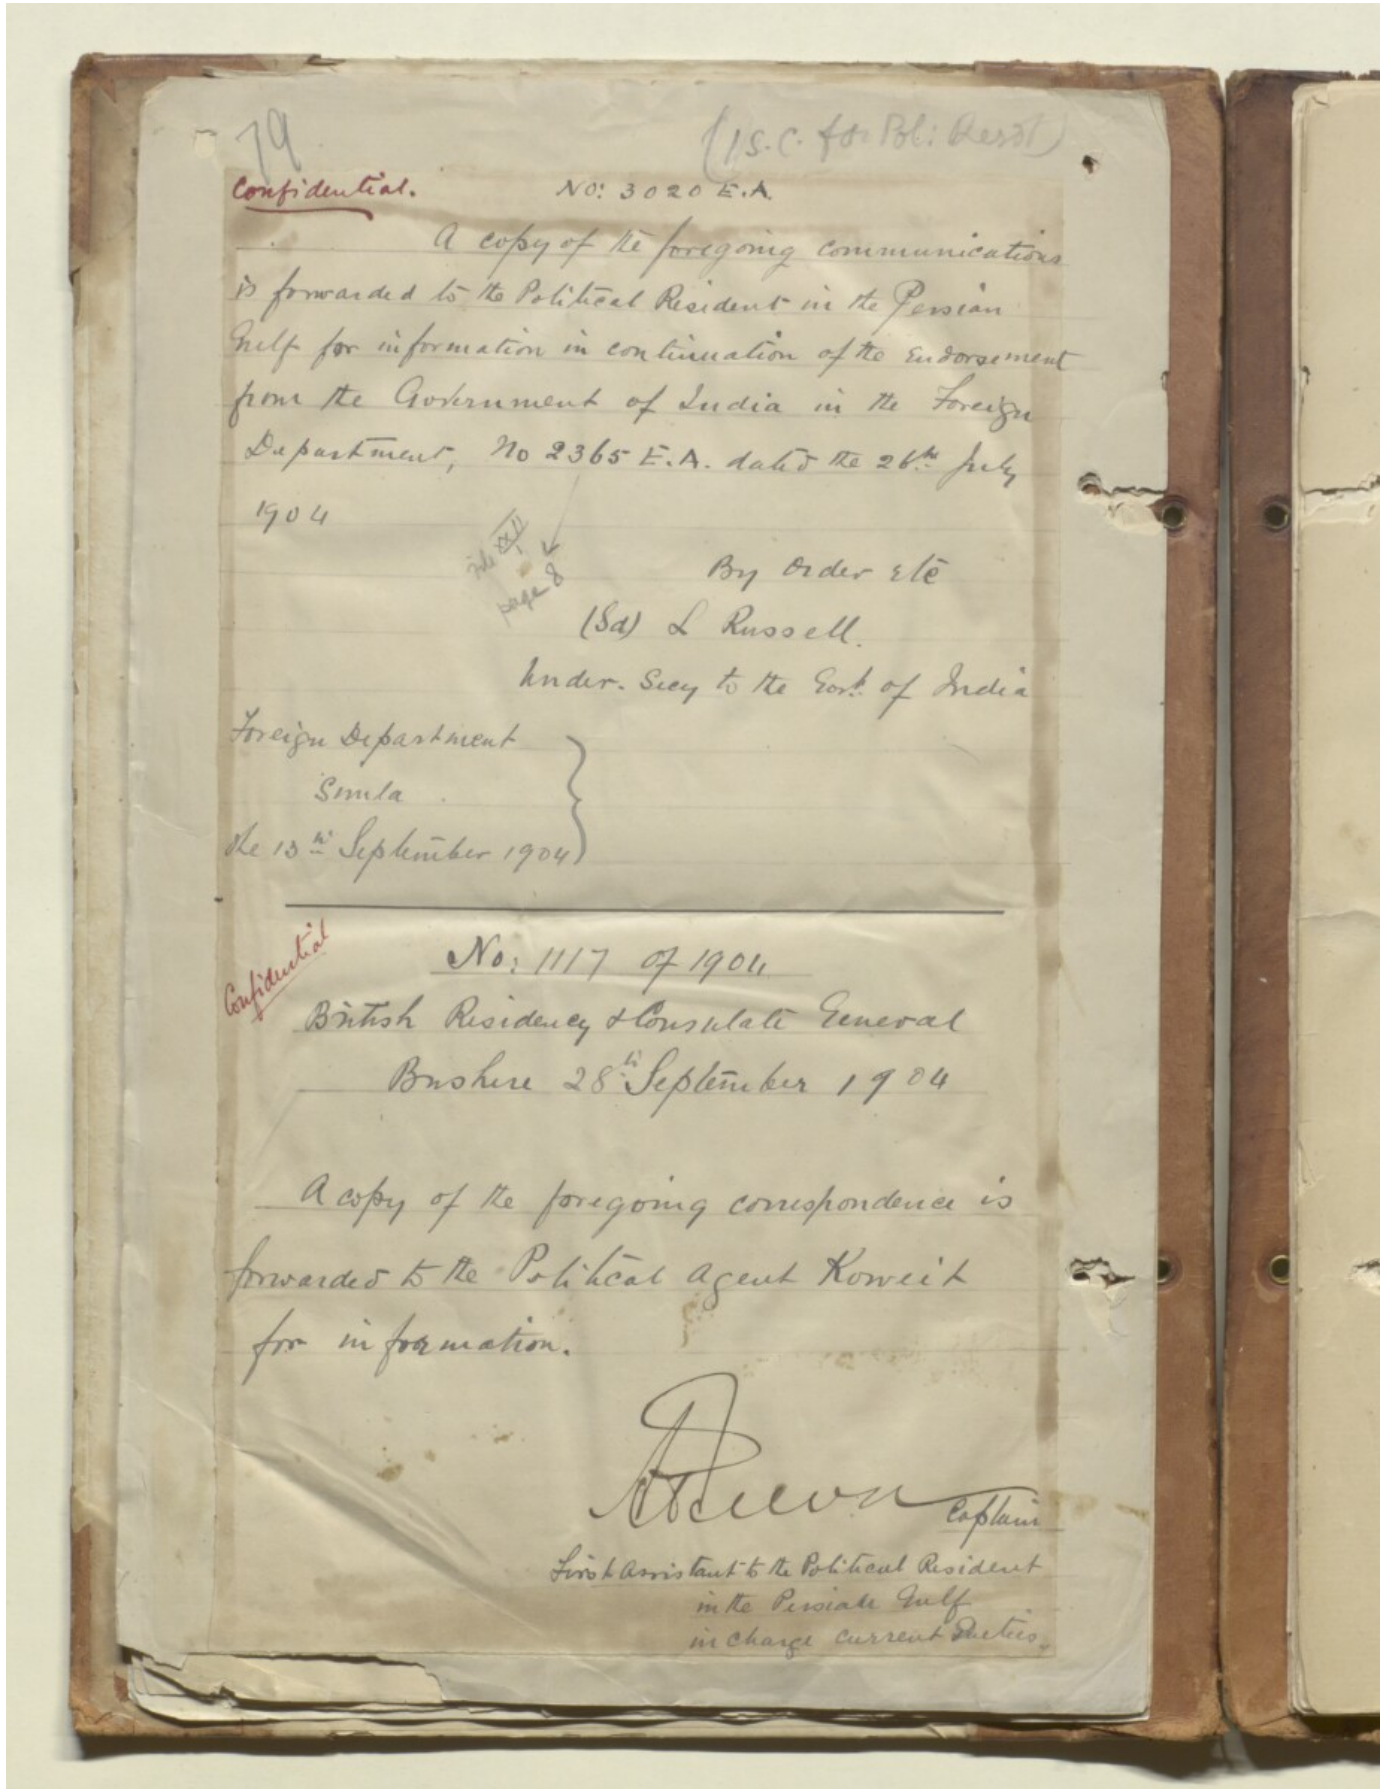 79
(1 S.C. for Poli: Resdt)
Confidential.
No: 3020 E.A.
A copy of the foregoing communications
is forwarded to the Political Resident in the Persian
Gulf for information in continuation of the Endorsement
from the Government of India in the Foreign
Department, No 2365 E.A. dated the 26th July
1904
File XII
page 8
By Order etc
(Sd) L Russell.
Under. Secy to the Govt. of India
Foreign Department
Simla
the 13th September 1904
Confidential
No: 1117 of 1904
British Residency & Consulate General
Bushire 28th September 1904
A copy of the foregoing correspondence is
forwarded to the Political Agent Koweit
for information.
Captain
First Assistant to the Political Resident
in the Persian Gulf
in charge current Duties.